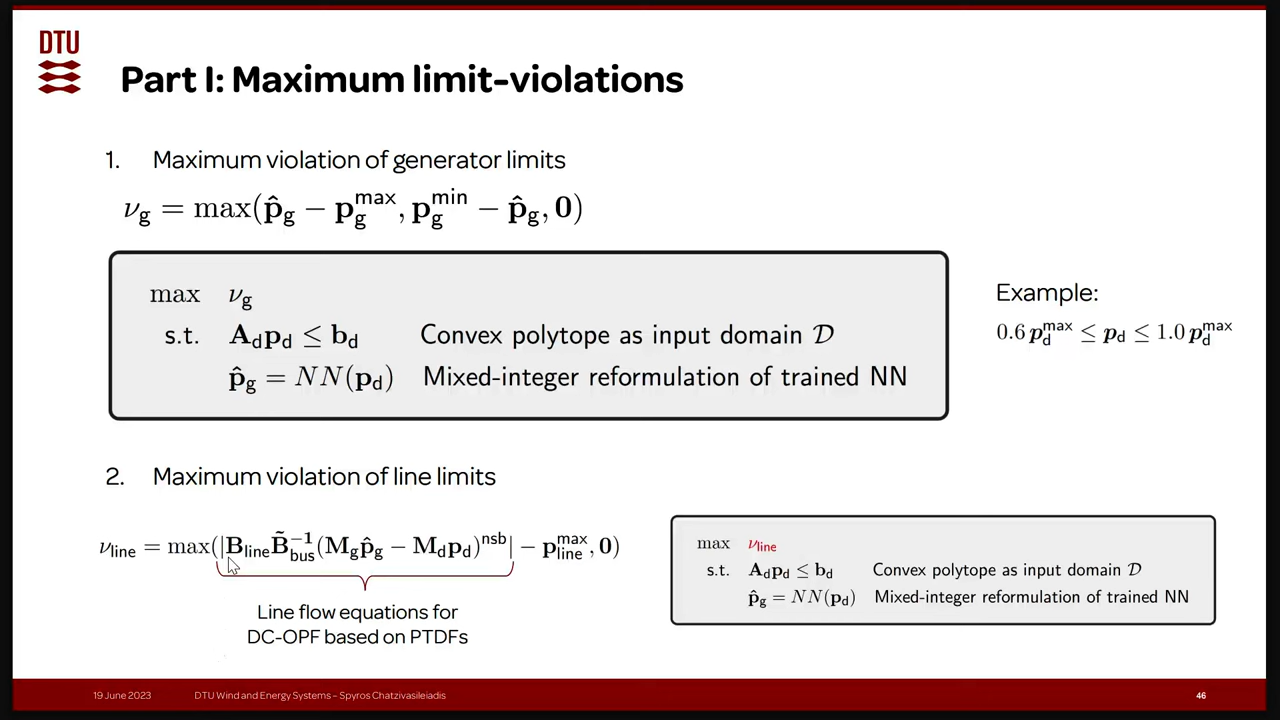 DTU
Part I: Maximum limit-violations
1. Maximum violation of generator limits
ν_g = max(p̂_g − p_g^max, p_g^min − p̂_g, 0)
max ν_g
s.t. A_d p_d ≤ b_d Convex polytope as input domain 𝒟
p̂_g = NN(p_d) Mixed-integer reformulation of trained NN
Example:
0.6 p_d^max ≤ p_d ≤ 1.0 p_d^max
2. Maximum violation of line limits
ν_line = max(|B_line B̃_bus^−1 (M_g p̂_g − M_d p_d)^nsb| − p_line^max, 0)
Line flow equations for
DC-OPF based on PTDFs
max ν_line
s.t. A_d p_d ≤ b_d Convex polytope as input domain 𝒟
p̂_g = NN(p_d) Mixed-integer reformulation of trained NN
19 June 2023 DTU Wind and Energy Systems – Spyros Chatzivasileiadis 46